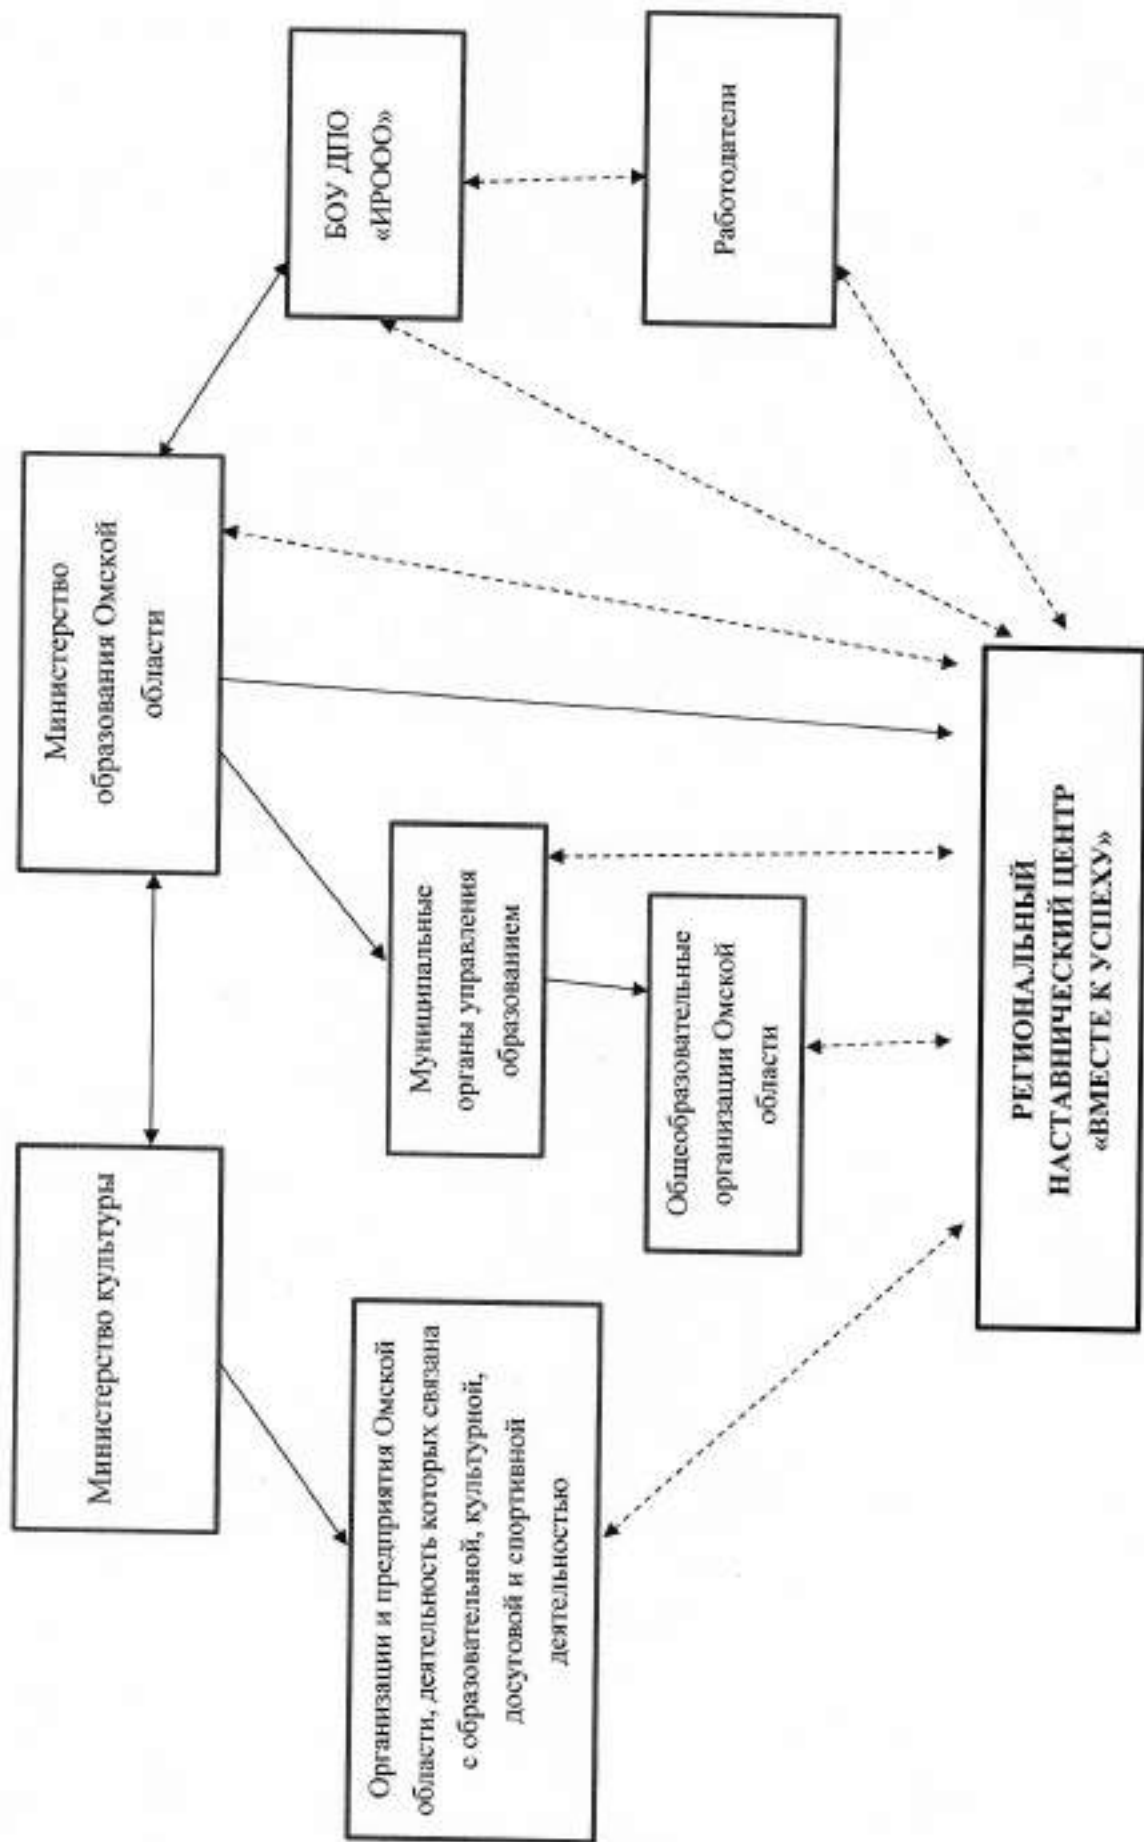 Министерство культуры
Министерство
образования Омской
области
БОУ ДПО
«ИРООО»
Организации и предприятия Омской
области, деятельность которых связана
с образовательной, культурной,
досуговой и спортивной
деятельностью
Муниципальные
органы управления
образованием
Общеобразовательные
организации Омской
области
Работодатели
РЕГИОНАЛЬНЫЙ
НАСТАВНИЧЕСКИЙ ЦЕНТР
«ВМЕСТЕ К УСПЕХУ»